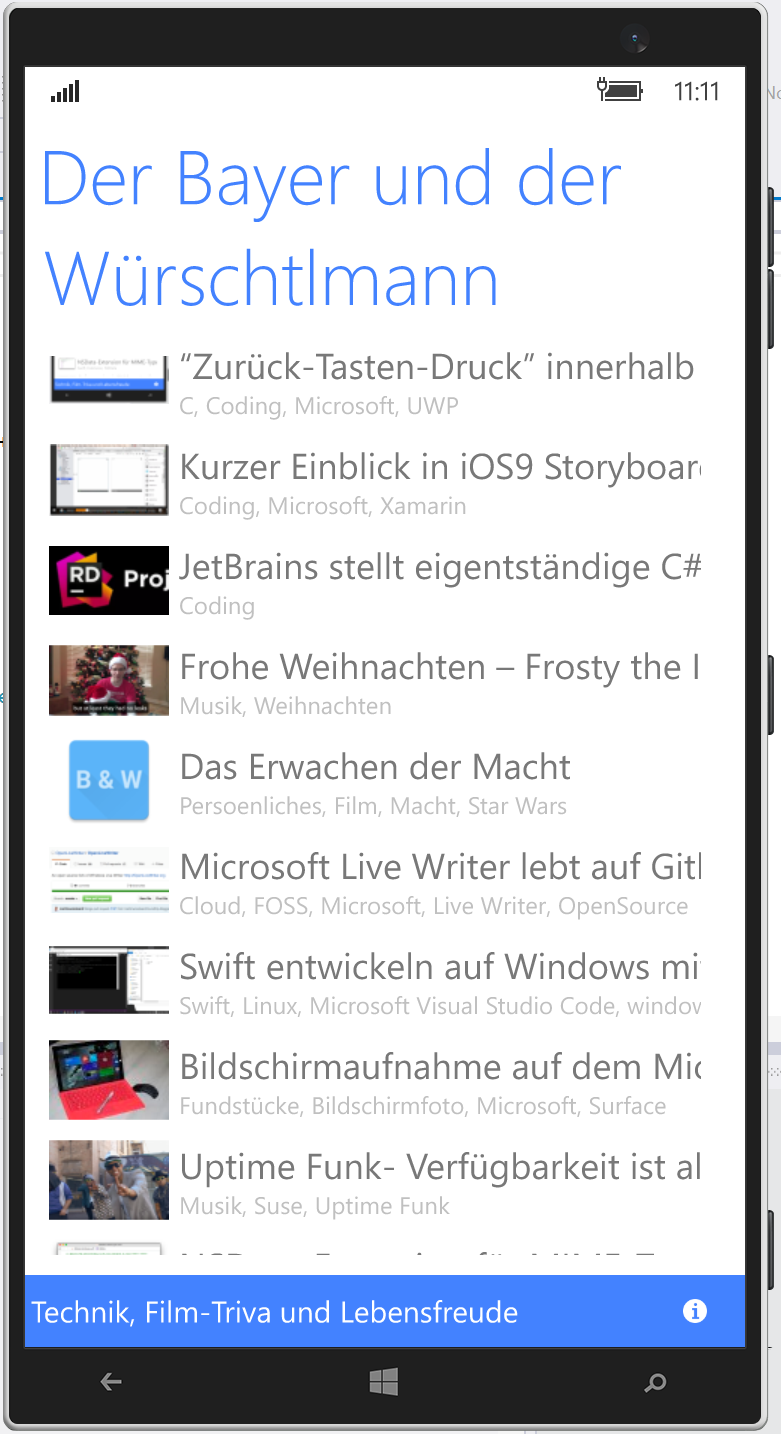 11:11
Der Bayer und der
Würschtlmann
“Zurück-Tasten-Druck” innerhalb
C, Coding, Microsoft, UWP
Kurzer Einblick in iOS9 Storyboar
Coding, Microsoft, Xamarin
RD Proj
JetBrains stellt eigentständige C#
Coding
Frohe Weihnachten – Frosty the
Musik, Weihnachten
B & W
Das Erwachen der Macht
Persoenliches, Film, Macht, Star Wars
Microsoft Live Writer lebt auf Git
Cloud, FOSS, Microsoft, Live Writer, OpenSource
Swift entwickeln auf Windows mi
Swift, Linux, Microsoft Visual Studio Code, window
Bildschirmaufnahme auf dem Mic
Fundstücke, Bildschirmfoto, Microsoft, Surface
Uptime Funk- Verfügbarkeit ist al
Musik, Suse, Uptime Funk
Technik, Film-Triva und Lebensfreude